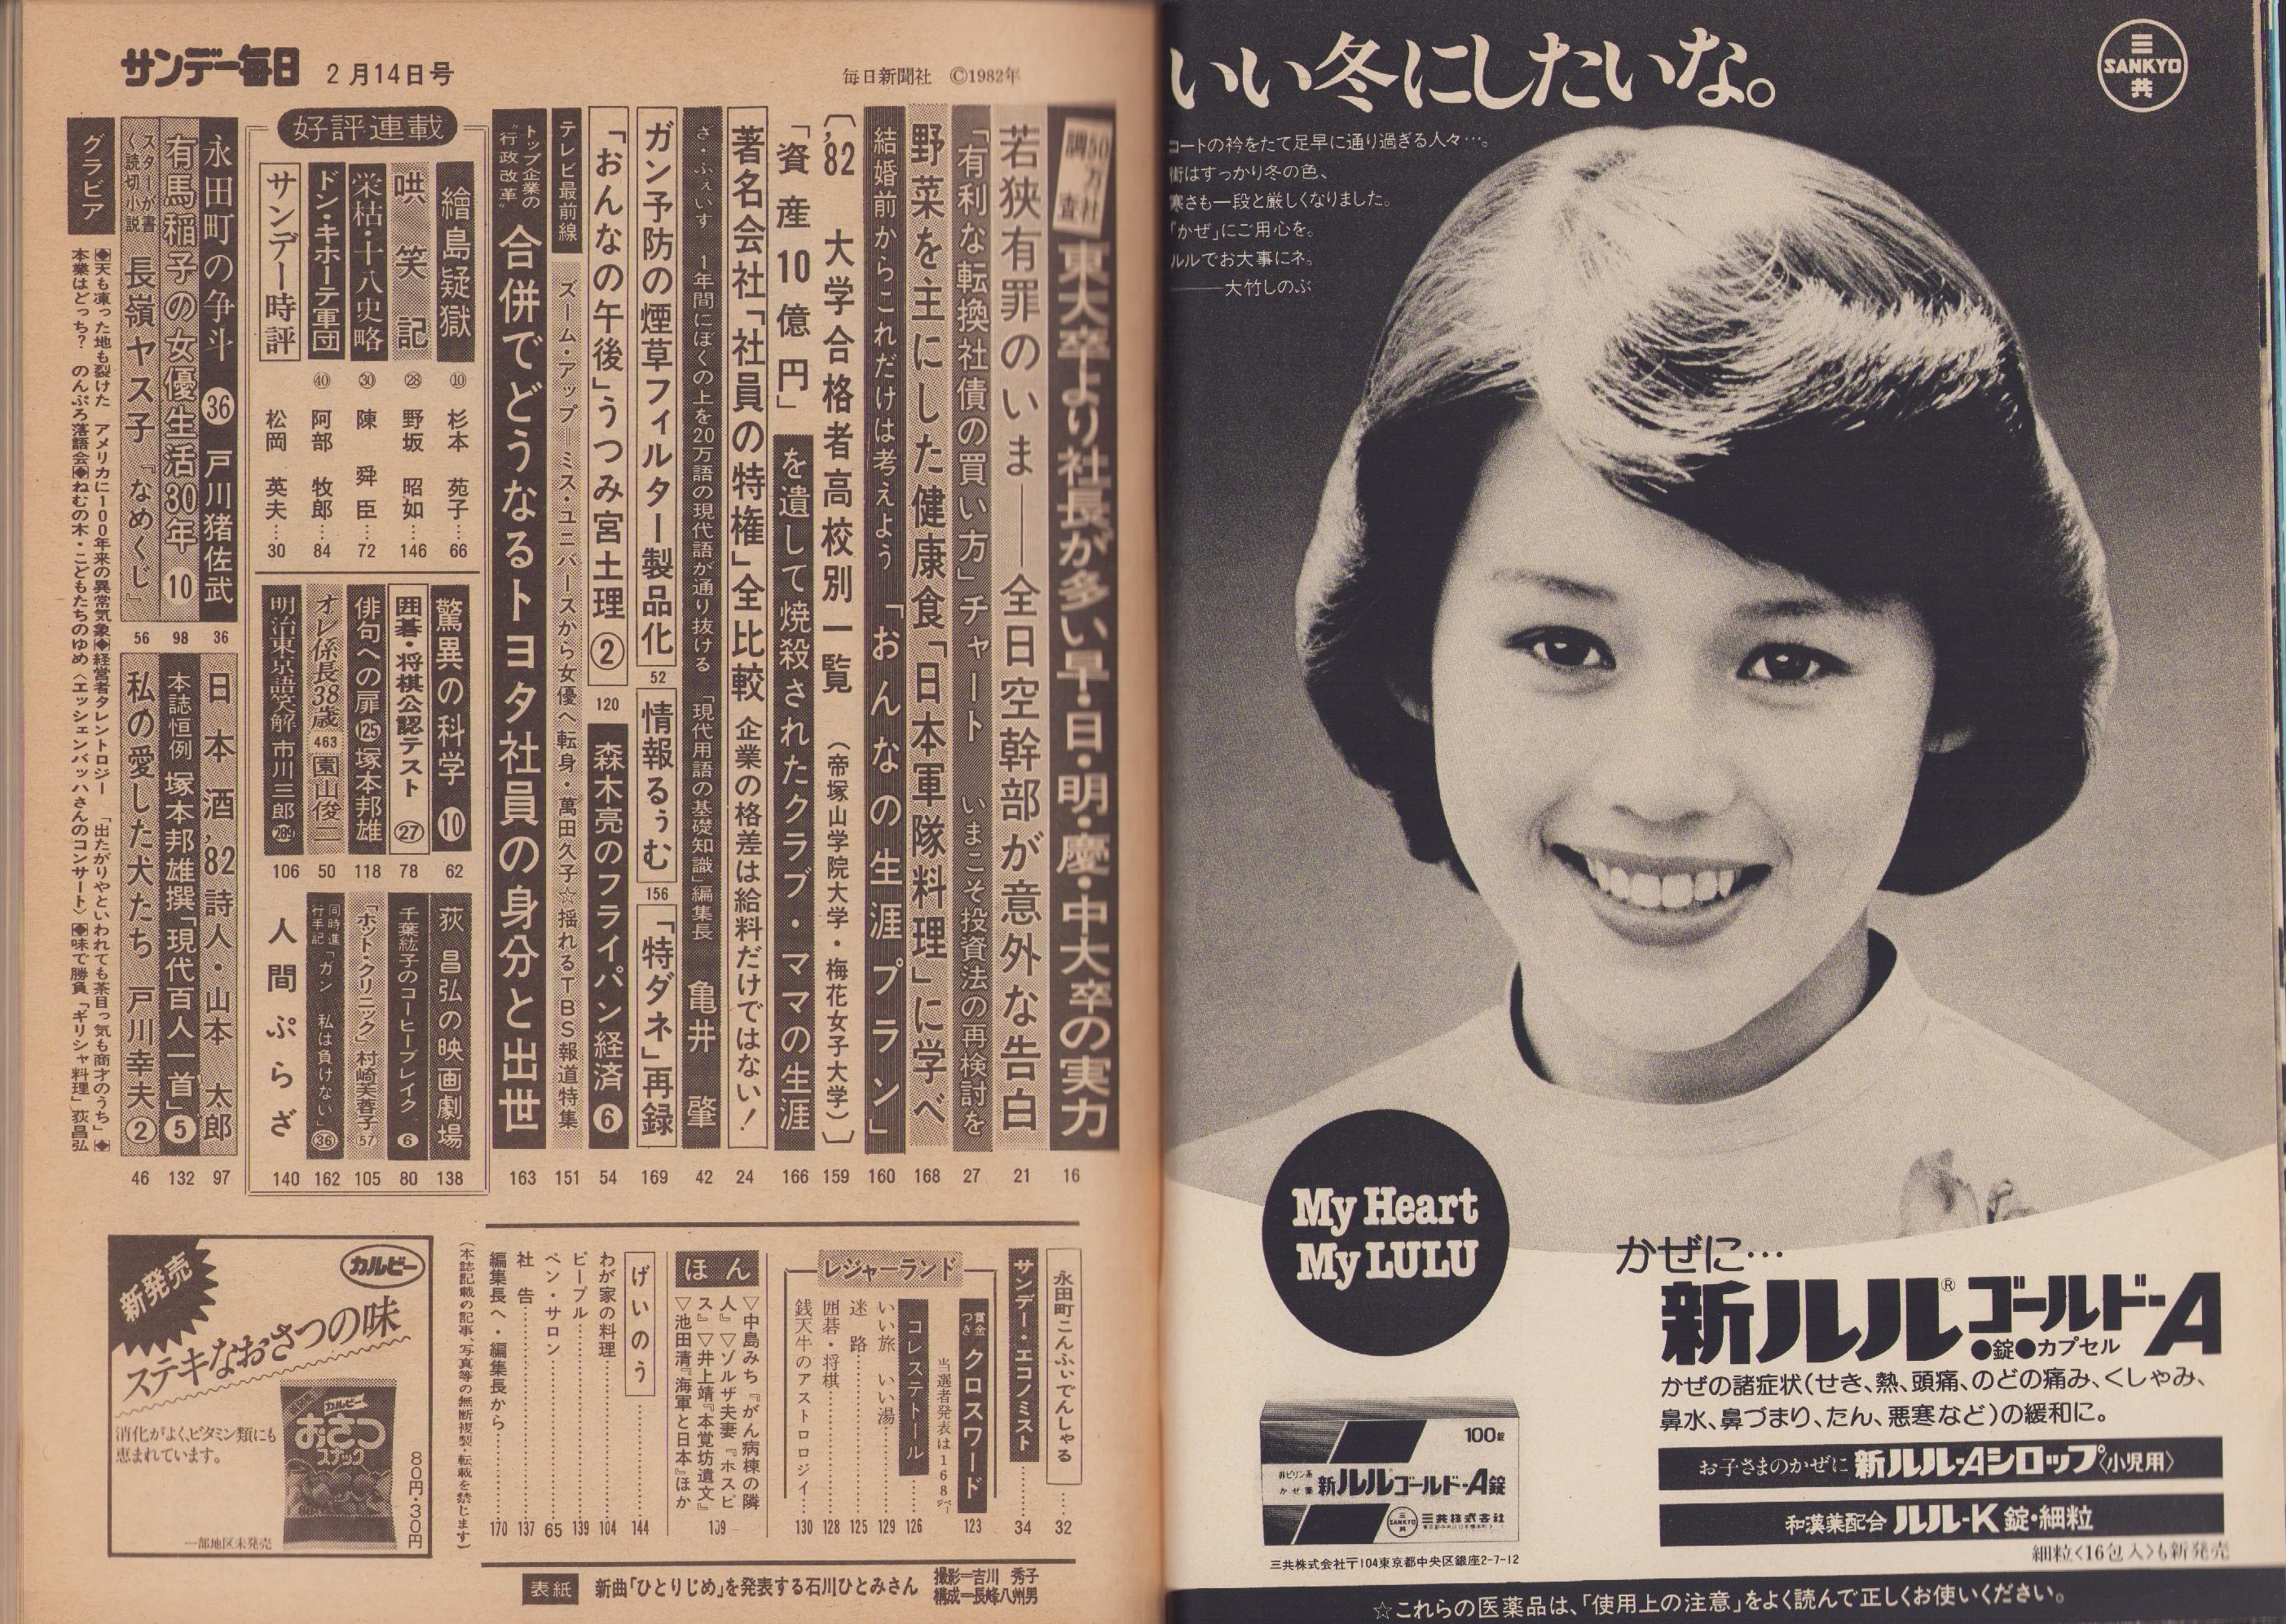 サンデー毎日 2月14日号
毎日新聞社 ©1982年
50万社調査 東大卒より社長が多い早・日・明・慶・中大卒の実力 16
若狭有罪のいま――全日空幹部が意外な告白 21
「有利な転換社債の買い方」チャート いまこそ投資法の再検討を 27
野菜を主にした健康食「日本軍隊料理」に学べ 168
結婚前からこれだけは考えよう 「おんなの生涯プラン」 160
〔'82 大学合格者高校別一覧 (帝塚山学院大学・梅花女子大学)〕 159
「資産10億円」を遺して焼殺されたクラブ・ママの生涯 166
著名会社「社員の特権」全比較 企業の格差は給料だけではない! 24
ざ・ふぇいす 1年間にぼくの上を20万語の現代語が通り抜ける 「現代用語の基礎知識」編集長 亀井 肇 42
ガン予防の煙草フィルター製品化 52
情報るぅむ 156
「特ダネ」再録 169
「おんなの午後」うつみ宮土理② 120
森木亮のフライパン経済❻ 54
テレビ最前線 ズーム・アップ=ミス・ユニバースから女優へ転身・萬田久子☆揺れるTBS報道特集 151
トップ企業の“行政改革” 合併でどうなるトヨタ社員の身分と出世 163
好評連載
繪島疑獄 ⑩ 杉本 苑子… 66
哄笑記 ㉘ 野坂 昭如… 146
栄枯・十八史略 ㉚ 陳 舜臣… 72
ドン・キホーテ軍団 ㊵ 阿部 牧郎… 84
サンデー時評 松岡 英夫… 30
驚異の科学 ❿ 62
囲碁・将棋公認テスト ㉗ 78
俳句への扉 125 塚本邦雄 118
オレ係長38歳 463 園山俊二 50
明治東京語笑解 市川三郎 289 106
荻昌弘の映画劇場 138
千葉紘子のコーヒーブレイク ❻ 80
「ホット・クリニック」村崎芙蓉子 57 105
同時進行手記「ガン 私は負けない」 ㊱ 162
人間ぷらざ 140
永田町の争斗 ㊱ 戸川猪佐武 36
有馬稲子の女優生活30年 ⑩ 98
スターが書く読切小説 長嶺ヤス子『なめくじ』 56
日本酒'82 詩人・山本 太郎 97
本誌恒例 塚本邦雄撰「現代百人一首」❺ 132
私の愛した犬たち 戸川幸夫② 46
グラビア
◆天も凍った地も裂けた アメリカに100年来の異常気象◆経営者タレントロジー 「出たがりやといわれても茶目っ気も商才のうち」◆
本業はどっち? のんぷろ落語会◆ねむの木・こどもたちのゆめ〈エッシェンバッハさんのコンサート〉◆味で勝負「ギリシャ料理」荻昌弘
永田町こんふぃでんしゃる…… 32
サンデー・エコノミスト…… 34
レジャーランド
賞金つき クロスワード 123
当選者発表は168ページ
コレステトール…… 126
いい旅 いい湯…… 129
迷路…… 125
囲碁・将棋…… 128
銭天牛のアストロロジイ…… 130
ほん
▽中島みち『がん病棟の隣人』▽ゾルザ夫妻『ホスピス』▽井上靖『本覚坊遺文』▽池田清『海軍と日本』ほか 109
げいのう…… 144
わが家の料理…… 104
ピープル…… 139
ペン・サロン…… 65
社告…… 137
編集長へ・編集長から…… 170
(本誌記載の記事、写真等の無断複製・転載を禁じます)
表紙 新曲「ひとりじめ」を発表する石川ひとみさん 撮影=吉川 秀子
構成=長峰八州男
新発売
カルビー
ステキなおさつの味
消化がよく、ビタミン類にも
恵まれています。
カルビー
おさつ
スナック
80円・30円
一部地区未発売
いい冬にしたいな。
三
SANKYO
共
コートの衿をたて足早に通り過ぎる人々…。
街はすっかり冬の色、
寒さも一段と厳しくなりました。
「かぜ」にご用心を。
ルルでお大事にネ。
――大竹しのぶ
My Heart
My LULU
かぜに…
新ルル®ゴールド-A
●錠●カプセル
かぜの諸症状(せき、熱、頭痛、のどの痛み、くしゃみ、
鼻水、鼻づまり、たん、悪寒など)の緩和に。
お子さまのかぜに 新ルル-Aシロップ〈小児用〉
和漢薬配合 ルル-K 錠・細粒
細粒〈16包入〉も新発売
100錠
非ピリン系
かぜ薬
新ルルゴールド-A錠
SANKYO
三共株式会社
三共株式会社〒104東京都中央区銀座2-7-12
☆これらの医薬品は、「使用上の注意」をよく読んで正しくお使いください。